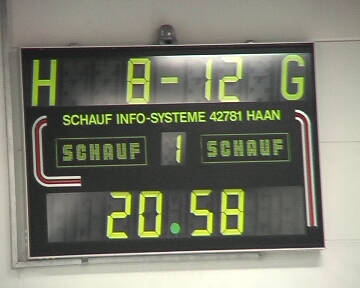 H 8-12 G
SCHAUF INFO-SYSTEME 42781 HAAN
SCHAUF 1 SCHAUF
20.58